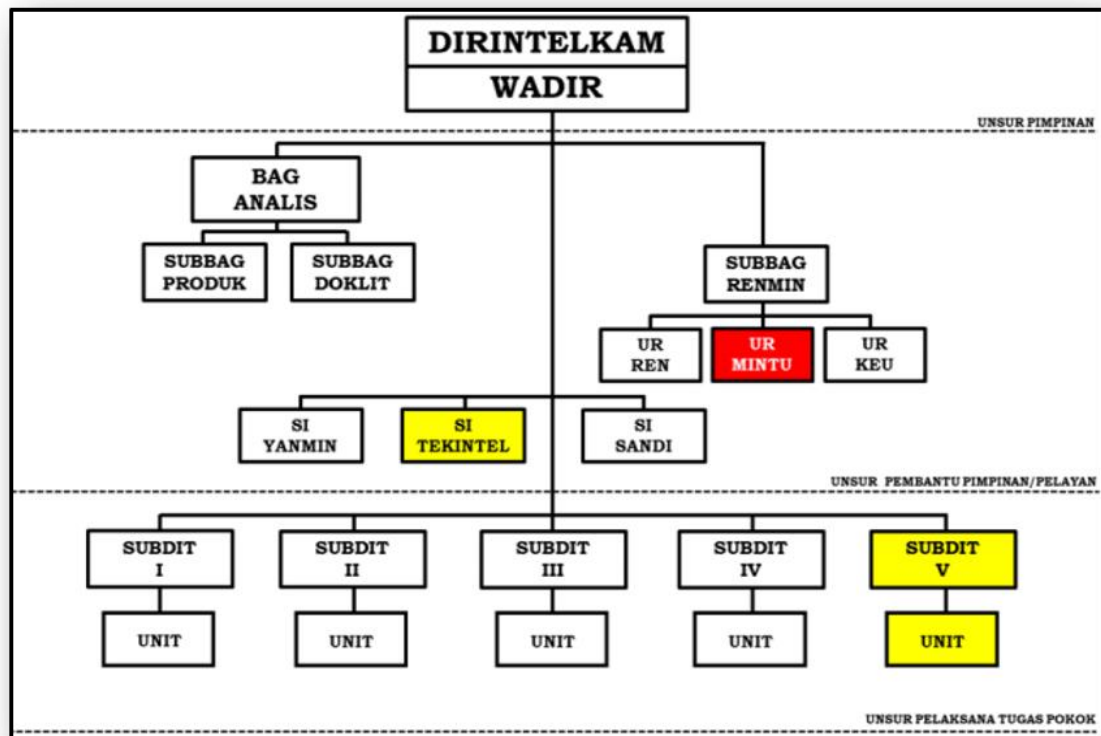 DIRINTELKAM
WADIR
UNSUR PIMPINAN
BAG
ANALIS
SUBBAG
PRODUK
SUBBAG
DOKLIT
SUBBAG
RENMIN
UR
REN
UR
MINTU
UR
KEU
SI
YANMIN
SI
TEKINTEL
SI
SANDI
UNSUR PEMBANTU PIMPINAN/PELAYAN
SUBDIT
I
SUBDIT
II
SUBDIT
III
SUBDIT
IV
SUBDIT
V
UNIT
UNIT
UNIT
UNIT
UNIT
UNSUR PELAKSANA TUGAS POKOK